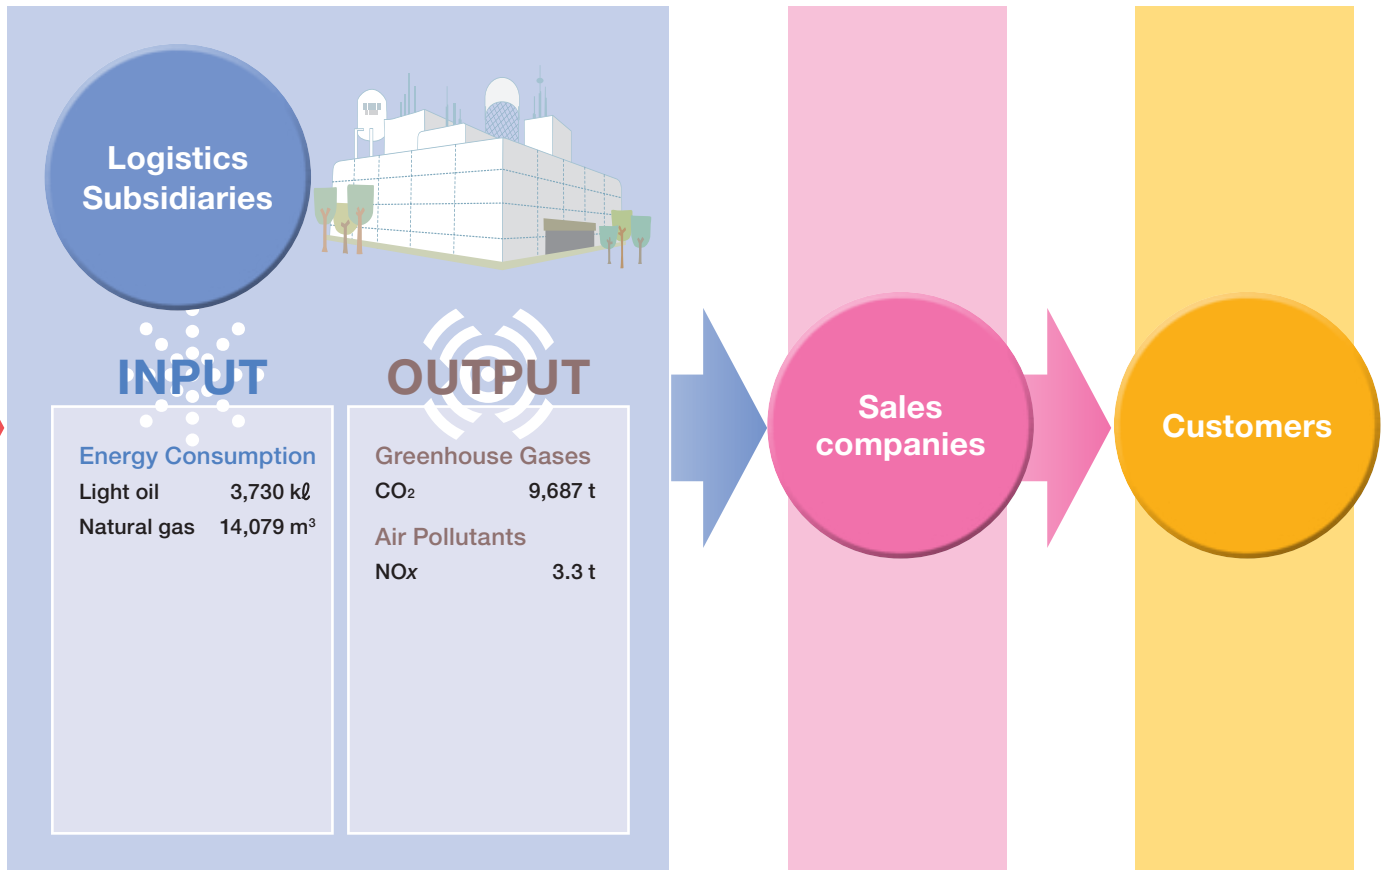 Logistics
Subsidiaries
INPUT
Energy Consumption
Light oil 3,730 kℓ
Natural gas 14,079 m³
OUTPUT
Greenhouse Gases
CO₂ 9,687 t
Air Pollutants
NOx 3.3 t
Sales
companies
Customers